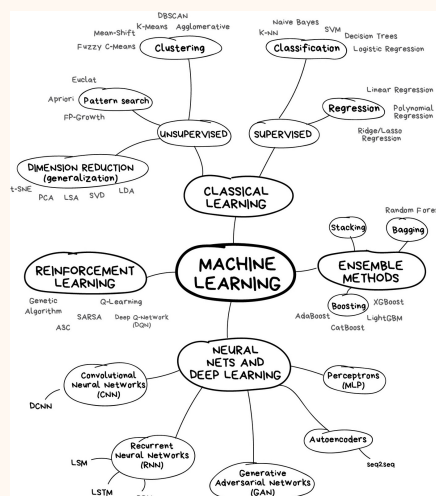 DBSCAN
K-Means
Agglomerative
Mean-Shift
Fuzzy C-Means
Clustering
Naive Bayes
SVM
K-NN
Decision Trees
Logistic Regression
Classification
Euclat
Apriori
Pattern search
FP-Growth
UNSUPERVISED
SUPERVISED
Linear Regression
Regression
Polynomial
Regression
Ridge/Lasso
Regression
DIMENSION REDUCTION
(generalization)
t-SNE
PCA
LSA
SVD
LDA
CLASSICAL
LEARNING
MACHINE
LEARNING
REINFORCEMENT
LEARNING
Genetic
Algorithm
Q-Learning
SARSA
Deep Q-Network
(DQN)
A3C
Stacking
Random Fores
Bagging
ENSEMBLE
METHODS
Boosting
XGBoost
AdaBoost
LightGBM
CatBoost
NEURAL
NETS AND
DEEP LEARNING
Convolutional
Neural Networks
(CNN)
DCNN
Perceptrons
(MLP)
Recurrent
Neural Networks
(RNN)
LSM
LSTM
Autoencoders
seq2seq
Generative
Adversarial Networks
(GAN)